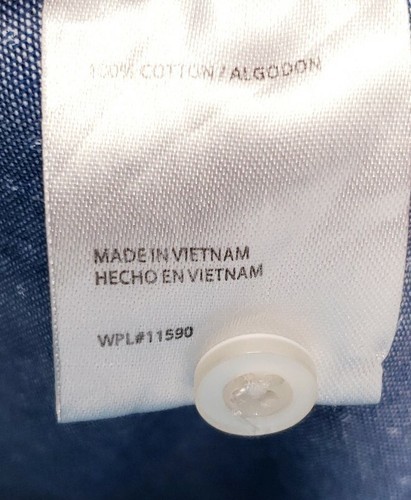 100% COTTON / ALGODON
MADE IN VIETNAM
HECHO EN VIETNAM
WPL#11590